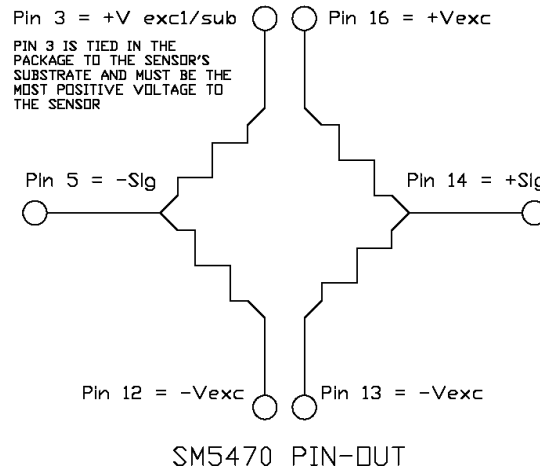 Pin 3 = +V exc1/sub
Pin 16 = +Vexc
PIN 3 IS TIED IN THE
PACKAGE TO THE SENSOR'S
SUBSTRATE AND MUST BE THE
MOST POSITIVE VOLTAGE TO
THE SENSOR
Pin 5 = -Sig
Pin 14 = +Sig
Pin 12 = -Vexc
Pin 13 = -Vexc
SM5470 PIN-OUT